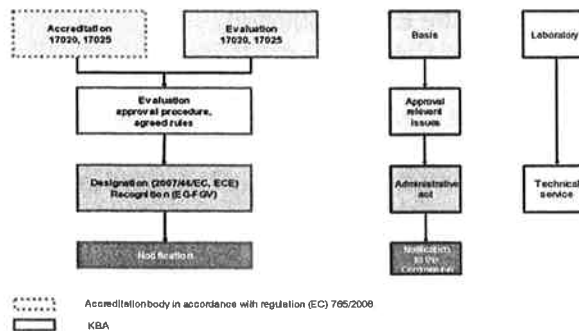 Accreditation
17020, 17025
Evaluation
17020, 17025
Basis
Laboratory
Evaluation
approval procedure,
agreed rules
Approval
relevant
issues
Designation (2007/46/EC, ECE)
Recognition (EG-FGV)
Administrative
act
Technical
service
Notification
Notification
to the
Commission
Accreditation body in accordance with regulation (EC) 765/2008
KBA